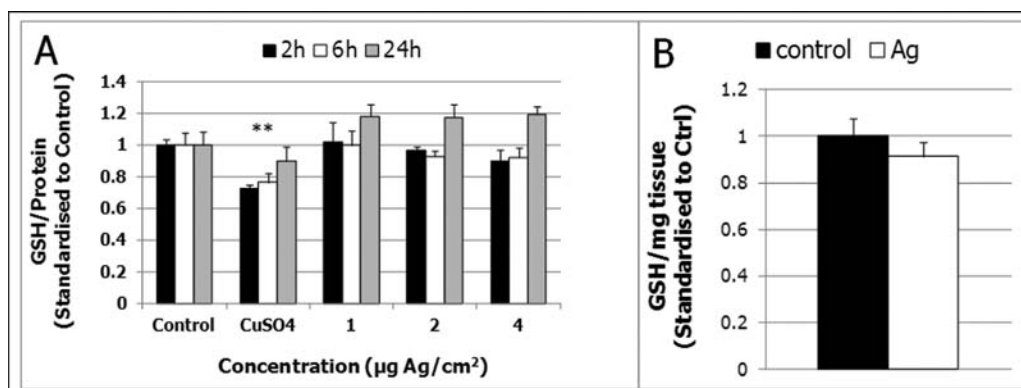 A
2h 6h 24h
GSH/Protein
(Standardised to Control)
1.4
1.2
1
0.8
0.6
0.4
0.2
0
**
Control CuSO4 1 2 4
Concentration (µg Ag/cm²)
B
control Ag
GSH/mg tissue
(Standardised to Ctrl)
1.2
1
0.8
0.6
0.4
0.2
0